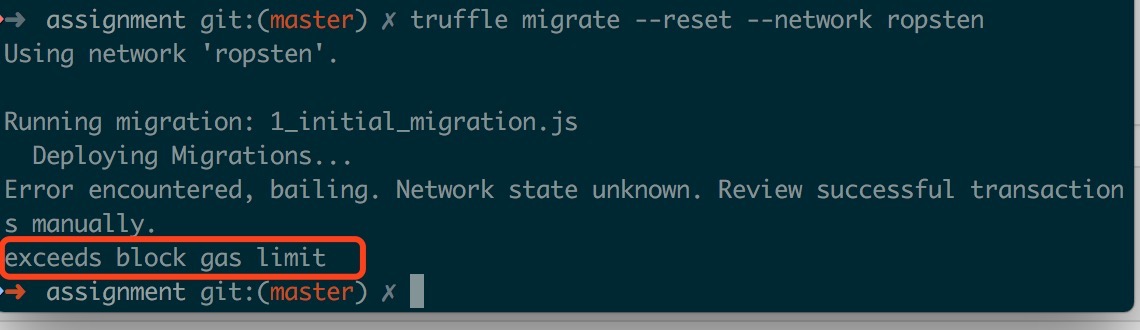 ➜ assignment git:(master) ✗ truffle migrate --reset --network ropsten
Using network 'ropsten'.
Running migration: 1_initial_migration.js
Deploying Migrations...
Error encountered, bailing. Network state unknown. Review successful transaction
s manually.
exceeds block gas limit
➜ assignment git:(master) ✗